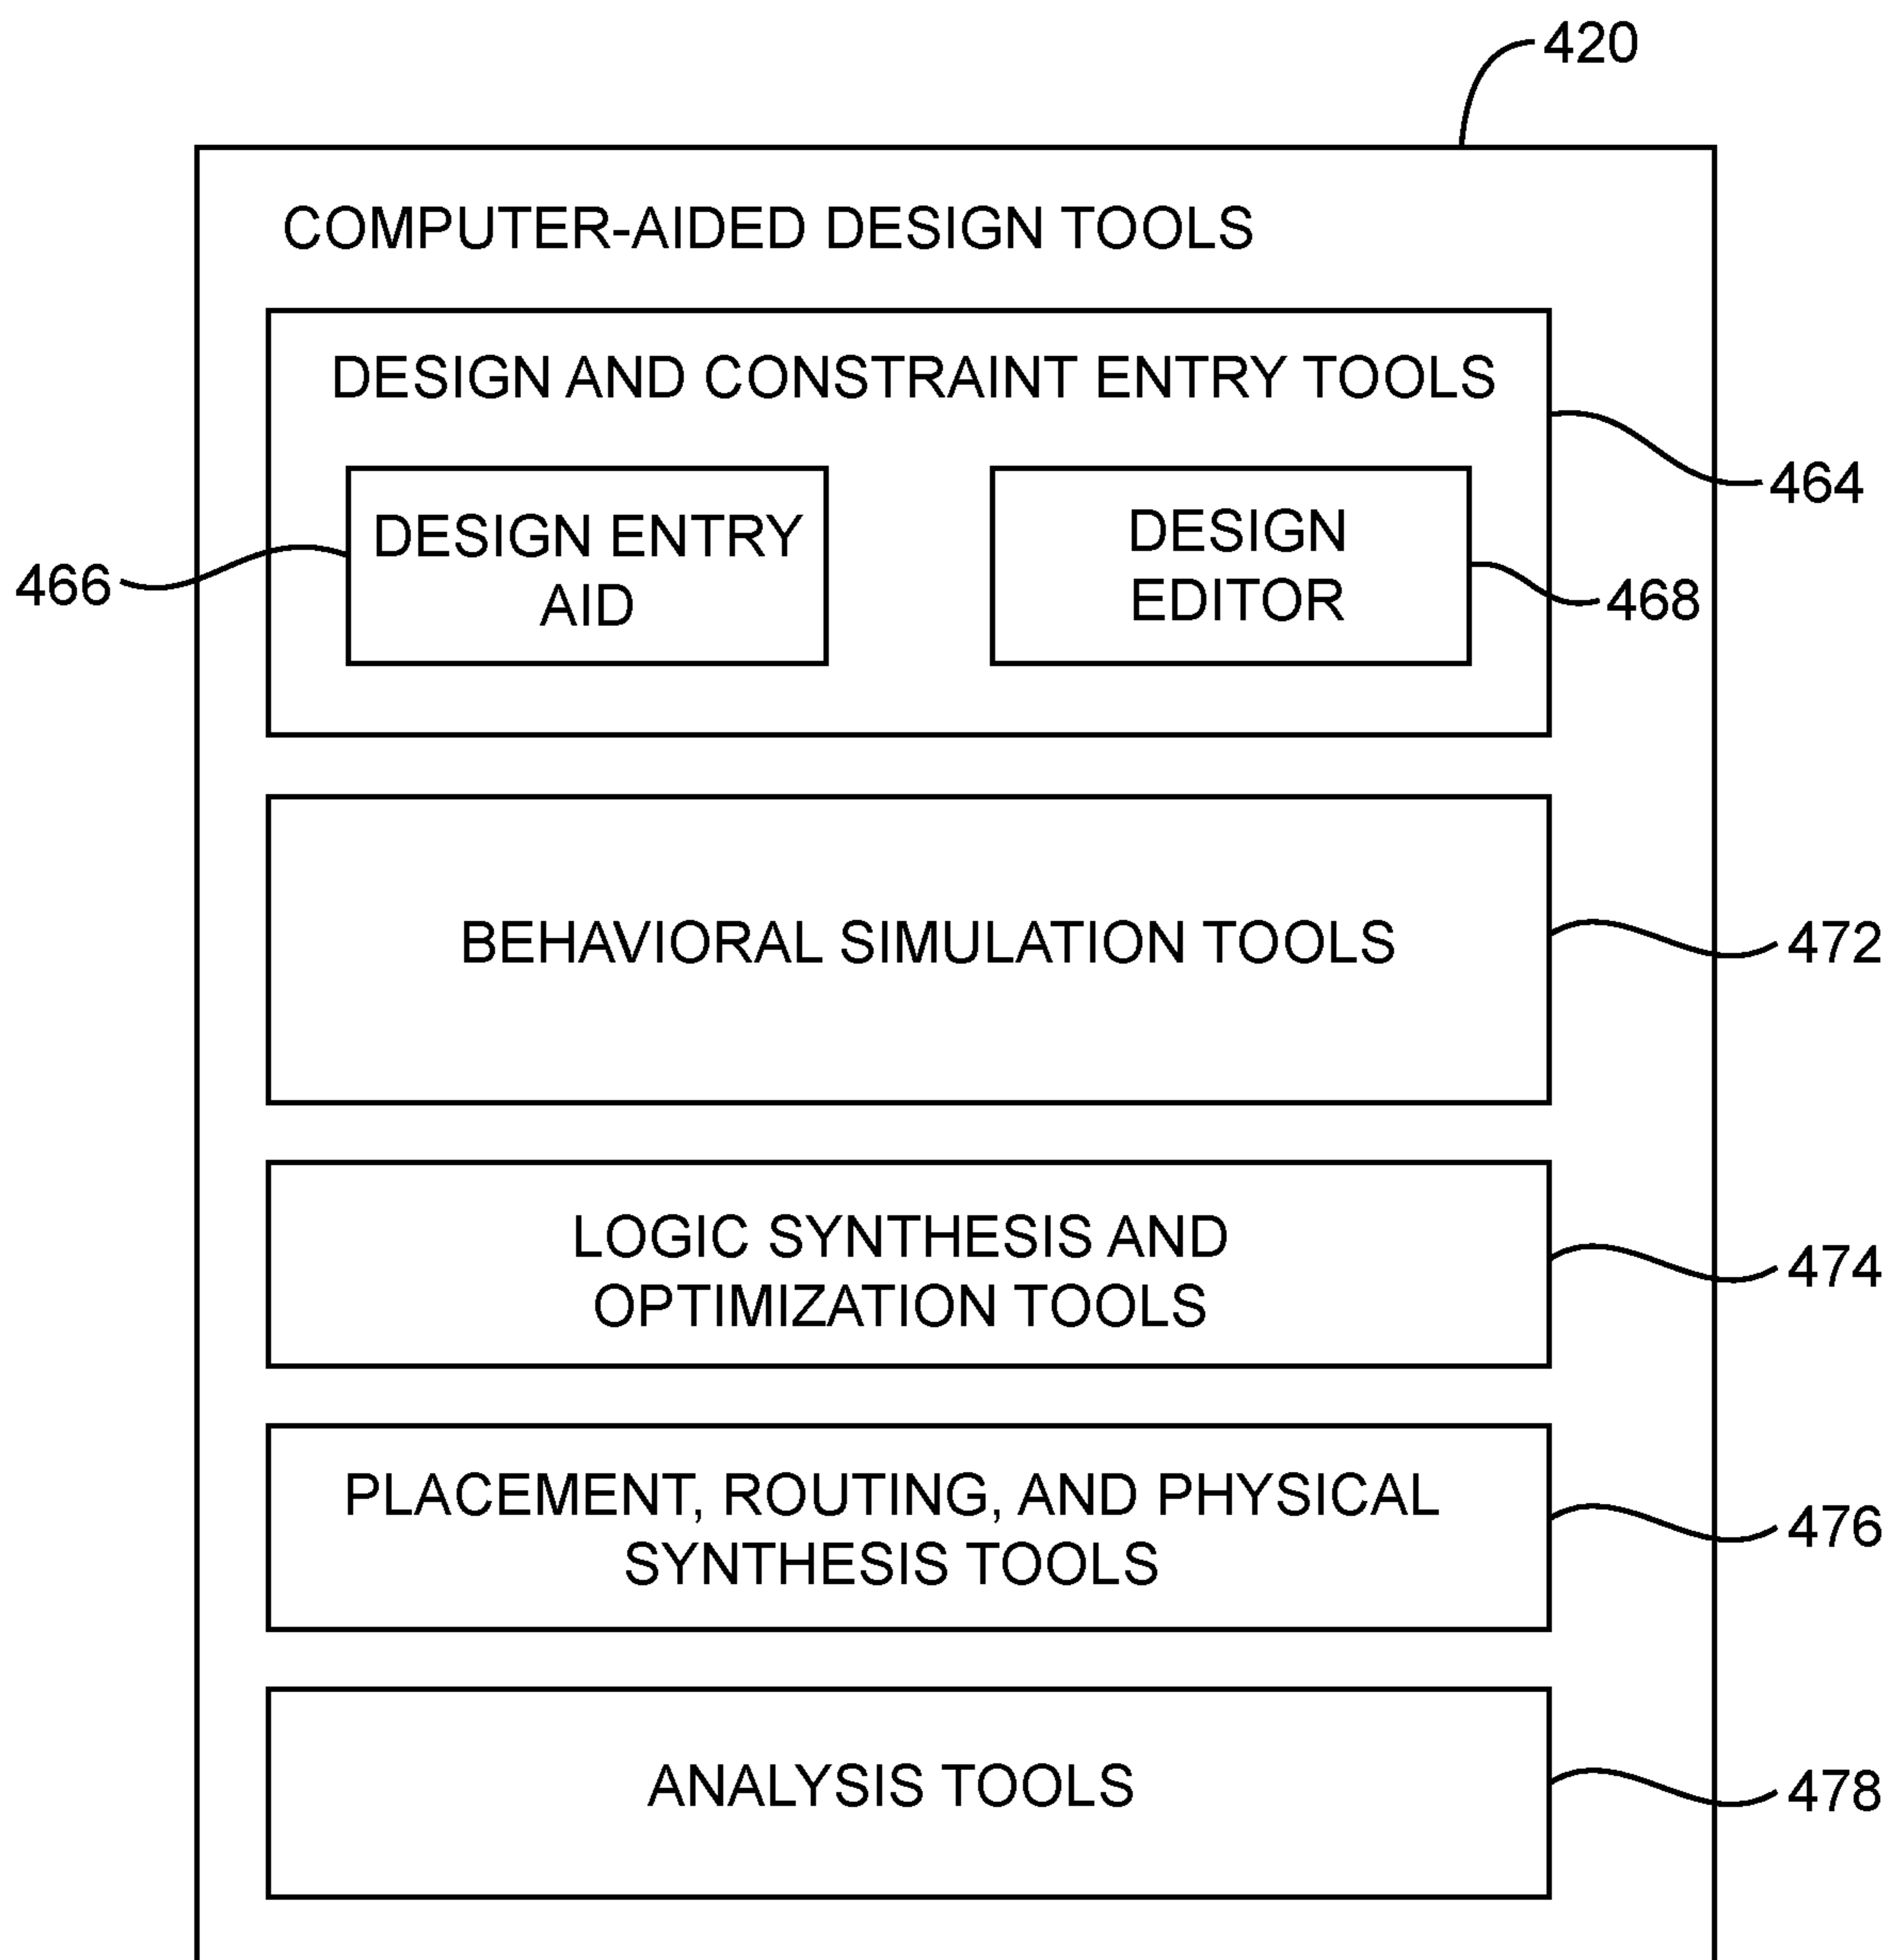 420
COMPUTER-AIDED DESIGN TOOLS
DESIGN AND CONSTRAINT ENTRY TOOLS
464
DESIGN ENTRY
AID
466
DESIGN
EDITOR
468
BEHAVIORAL SIMULATION TOOLS
472
LOGIC SYNTHESIS AND
OPTIMIZATION TOOLS
474
PLACEMENT, ROUTING, AND PHYSICAL
SYNTHESIS TOOLS
476
ANALYSIS TOOLS
478